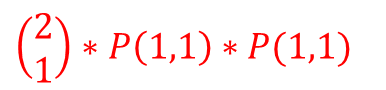 (2 1) * P(1,1) * P(1,1)